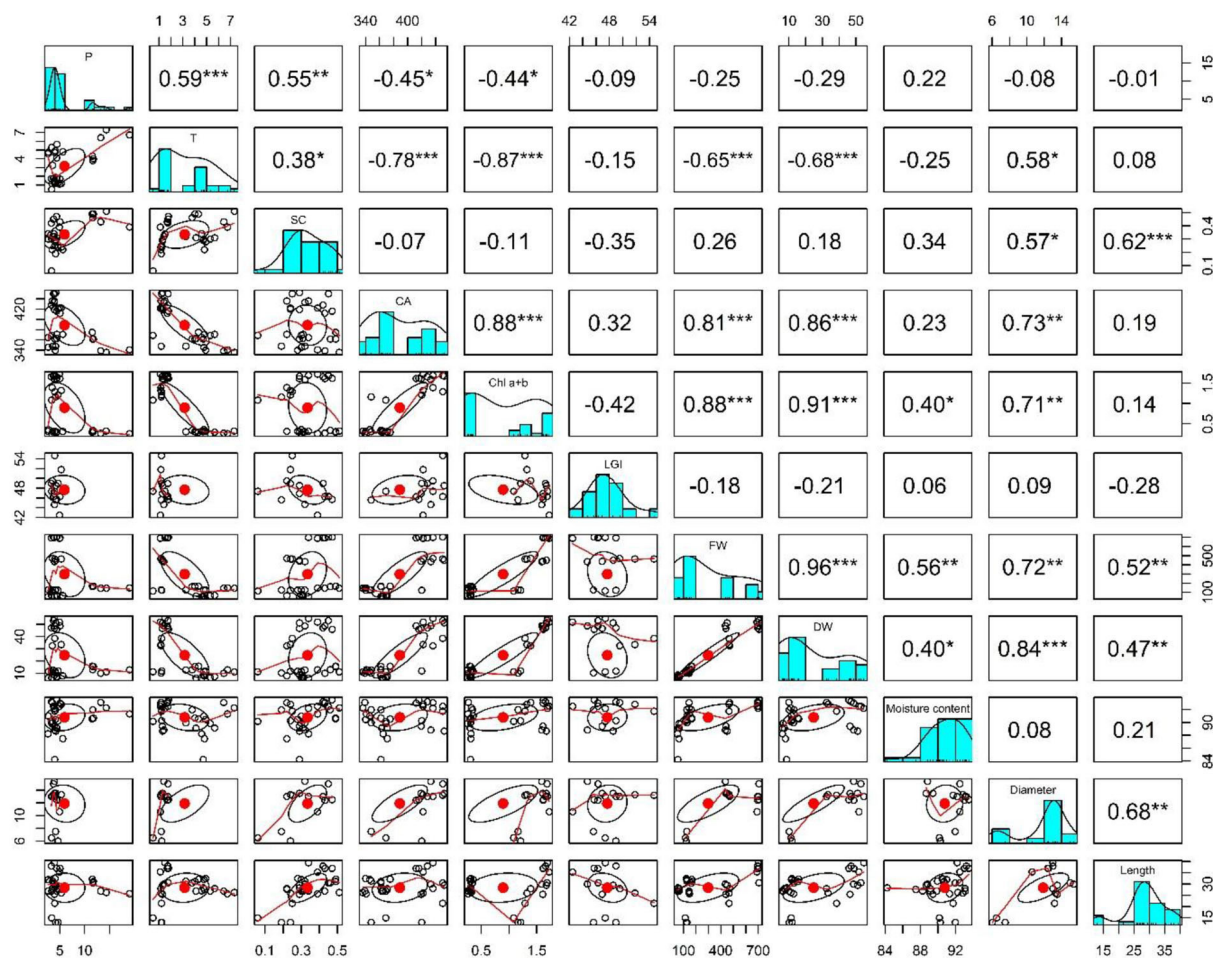 1 3 5 7 340 400 42 48 54 10 30 50 6 10 14
P 0.59*** 0.55** -0.45* -0.44* -0.09 -0.25 -0.29 0.22 -0.08 -0.01 5 15
1 4 7 T 0.38* -0.78*** -0.87*** -0.15 -0.65*** -0.68*** -0.25 0.58* 0.08
SC -0.07 -0.11 -0.35 0.26 0.18 0.34 0.57* 0.62*** 0.1 0.4
340 420 CA 0.88*** 0.32 0.81*** 0.86*** 0.23 0.73** 0.19
Chl a+b -0.42 0.88*** 0.91*** 0.40* 0.71** 0.14 0.5 1.5
42 48 54 LGI -0.18 -0.21 0.06 0.09 -0.28
FW 0.96*** 0.56** 0.72** 0.52** 100 500
10 40 DW 0.40* 0.84*** 0.47**
Moisture content 0.08 0.21 84 90
6 10 Diameter 0.68**
Length 15 30
5 10 0.1 0.3 0.5 0.5 1.5 100 400 700 84 88 92 15 25 35